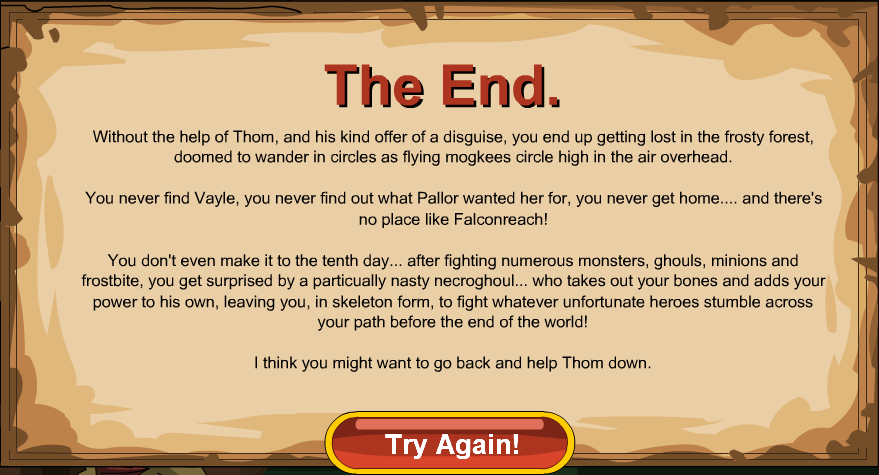 The End.
Without the help of Thom, and his kind offer of a disguise, you end up getting lost in the frosty forest,
doomed to wander in circles as flying mogkees circle high in the air overhead.
You never find Vayle, you never find out what Pallor wanted her for, you never get home.... and there's
no place like Falconreach!
You don't even make it to the tenth day... after fighting numerous monsters, ghouls, minions and
frostbite, you get surprised by a particually nasty necroghoul... who takes out your bones and adds your
power to his own, leaving you, in skeleton form, to fight whatever unfortunate heroes stumble across
your path before the end of the world!
I think you might want to go back and help Thom down.
Try Again!